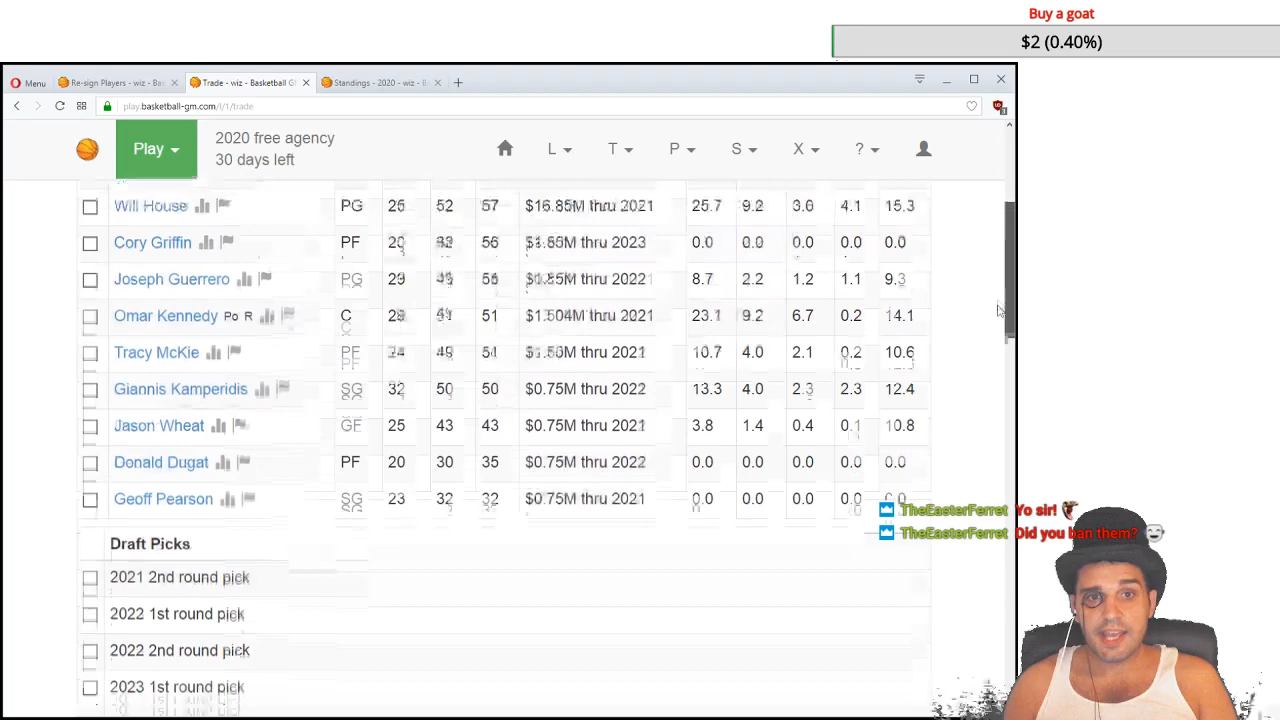 Buy a goat
$2 (0.40%)
Menu
Re-sign Players - wiz - Bas
Trade - wiz - Basketball G
Standings - 2020 - wiz - B
play.basketball-gm.com/l/1/trade
Play
2020 free agency
30 days left
L T P S X ?
Will House PG $16.85M thru 2021 25.7 9.2 4.1 15.3
Cory Griffin PF 56 thru 2023 0.0 0.0 0.0 0.0 0.0
Joseph Guerrero PG thru 2022 8.7 2.2 1.2 1.1 9.3
Omar Kennedy Po R C 51 $1.504M thru 2021 23.1 9.2 6.7 0.2 14.1
Tracy McKie PF thru 2021 10.7 4.0 2.1 0.2 10.6
Giannis Kamperidis SG 32 50 50 $0.75M thru 2022 13.3 4.0 2.3 2.3 12.4
Jason Wheat 25 43 43 $0.75M thru 2021 3.8 1.4 0.4 0.1 10.8
Donald Dugat PF 20 30 35 $0.75M thru 2022 0.0 0.0 0.0 0.0 0.0
Geoff Pearson SG 23 32 32 $0.75M thru 2021 0.0 0.0 0.0 0.0
TheEasterFerret Yo sir!
TheEasterFerret Did you ban them?
Draft Picks
2021 2nd round pick
2022 1st round pick
2022 2nd round pick
2023 1st round pick